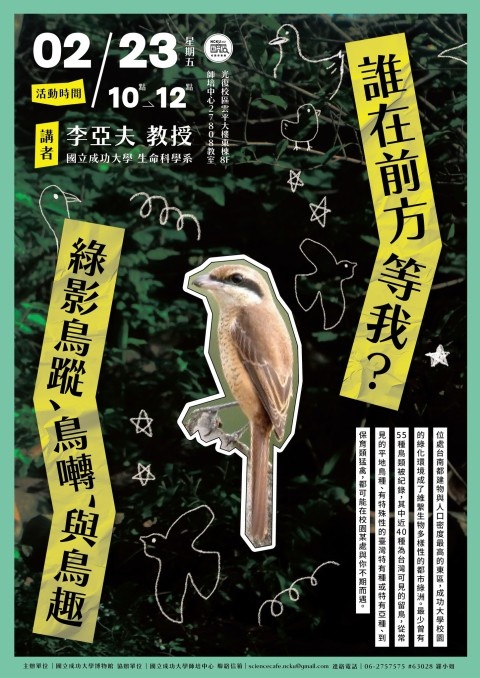 02/23
星期五
活動時間
10點—12點
光復校區雲平大樓東棟8F,
師培中心27808教室
講者
李亞夫 教授
國立成功大學 生命科學系
誰在前方等我?
綠影鳥蹤、鳥囀,與鳥趣
位處台南都建物與人口密度最高的東區,成功大學校園
的綠化環境成了維繫生物多樣性的都市綠洲。最少曾有
55種鳥類被紀錄,其中近40種為台灣可見的留鳥,從常
見的平地鳥種、有特殊性的臺灣特有種或特有亞種、到
保育類猛禽,都可能在校園某處與你不期而遇。
主辦單位|國立成功大學博物館 協辦單位|國立成功大學師培中心 聯絡信箱|sciencecafe.ncku@gmail.com 連絡電話|06-2757575 #63028 羅小姐